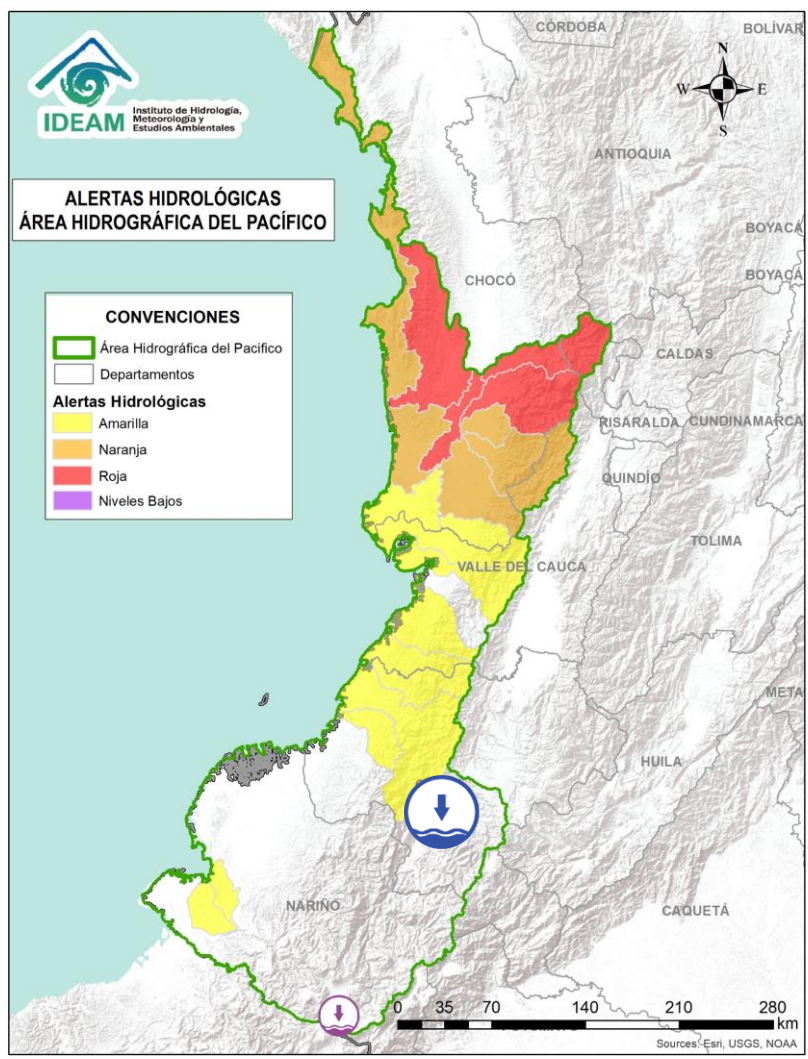 CÓRDOBA
BOLÍVAR
N
W
E
S
IDEAM
Instituto de Hidrología,
Meteorología y
Estudios Ambientales
ANTIOQUIA
ALERTAS HIDROLÓGICAS
ÁREA HIDROGRÁFICA DEL PACÍFICO
BOYACÁ
BOYACÁ
CHOCÓ
CONVENCIONES
Área Hidrográfica del Pacifico
Departamentos
Alertas Hidrológicas
Amarilla
Naranja
Roja
Niveles Bajos
CALDAS
RISARALDA
CUNDINAMARCA
QUINDÍO
TOLIMA
VALLE DEL CAUCA
META
HUILA
NARIÑO
CAQUETÁ
0 35 70 140 210 280
km
Sources: Esri, USGS, NOAA